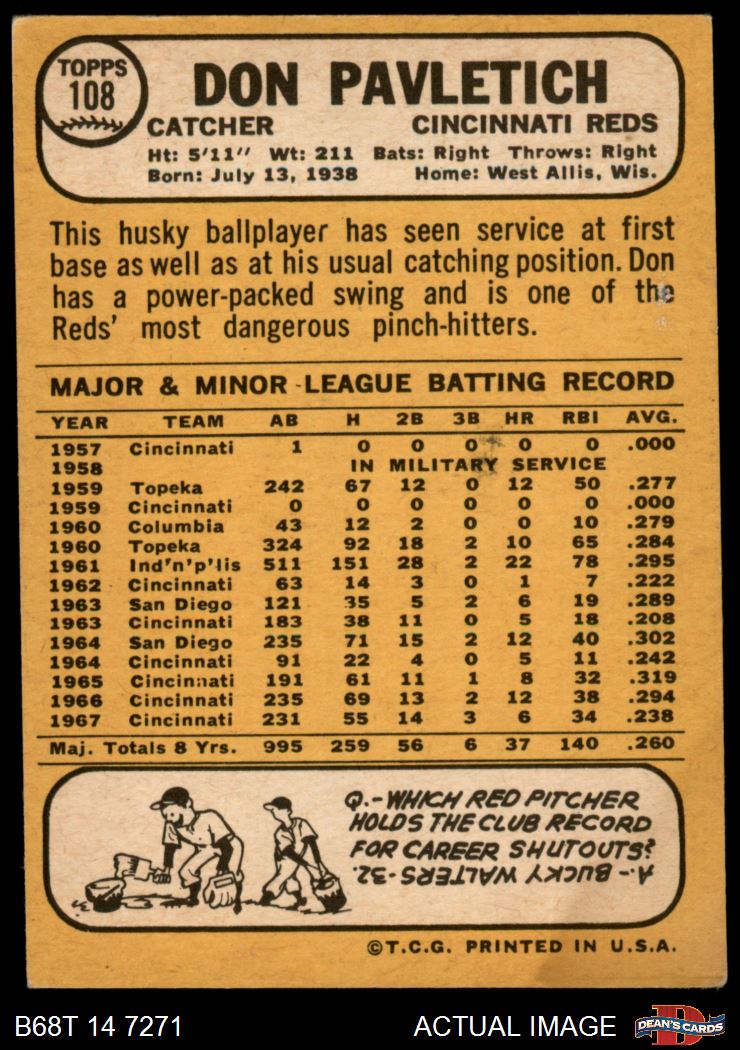 TOPPS
108
DON PAVLETICH
CATCHER CINCINNATI REDS
Ht: 5'11" Wt: 211 Bats: Right Throws: Right
Born: July 13, 1938 Home: West Allis, Wis.
This husky ballplayer has seen service at first
base as well as at his usual catching position. Don
has a power-packed swing and is one of the
Reds' most dangerous pinch-hitters.
MAJOR & MINOR LEAGUE BATTING RECORD
YEAR TEAM AB H 2B 3B HR RBI AVG.
1957 Cincinnati 1 0 0 0 0 0 .000
1958 IN MILITARY SERVICE
1959 Topeka 242 67 12 0 12 50 .277
1959 Cincinnati 0 0 0 0 0 0 .000
1960 Columbia 43 12 2 0 0 10 .279
1960 Topeka 324 92 18 2 10 65 .284
1961 Ind'n'p'lis 511 151 28 2 22 78 .295
1962 Cincinnati 63 14 3 0 1 7 .222
1963 San Diego 121 35 5 2 6 19 .289
1963 Cincinnati 183 38 11 0 5 18 .208
1964 San Diego 235 71 15 2 12 40 .302
1964 Cincinnati 91 22 4 0 5 11 .242
1965 Cincinnati 191 61 11 1 8 32 .319
1966 Cincinnati 235 69 13 2 12 38 .294
1967 Cincinnati 231 55 14 3 6 34 .238
Maj. Totals 8 Yrs. 995 259 56 6 37 140 .260
Q.-WHICH RED PITCHER
HOLDS THE CLUB RECORD
FOR CAREER SHUTOUTS?
A-BUCKY WALTERS-32.
©T.C.G. PRINTED IN U.S.A.
B68T 14 7271 ACTUAL IMAGE DEAN'S CARDS